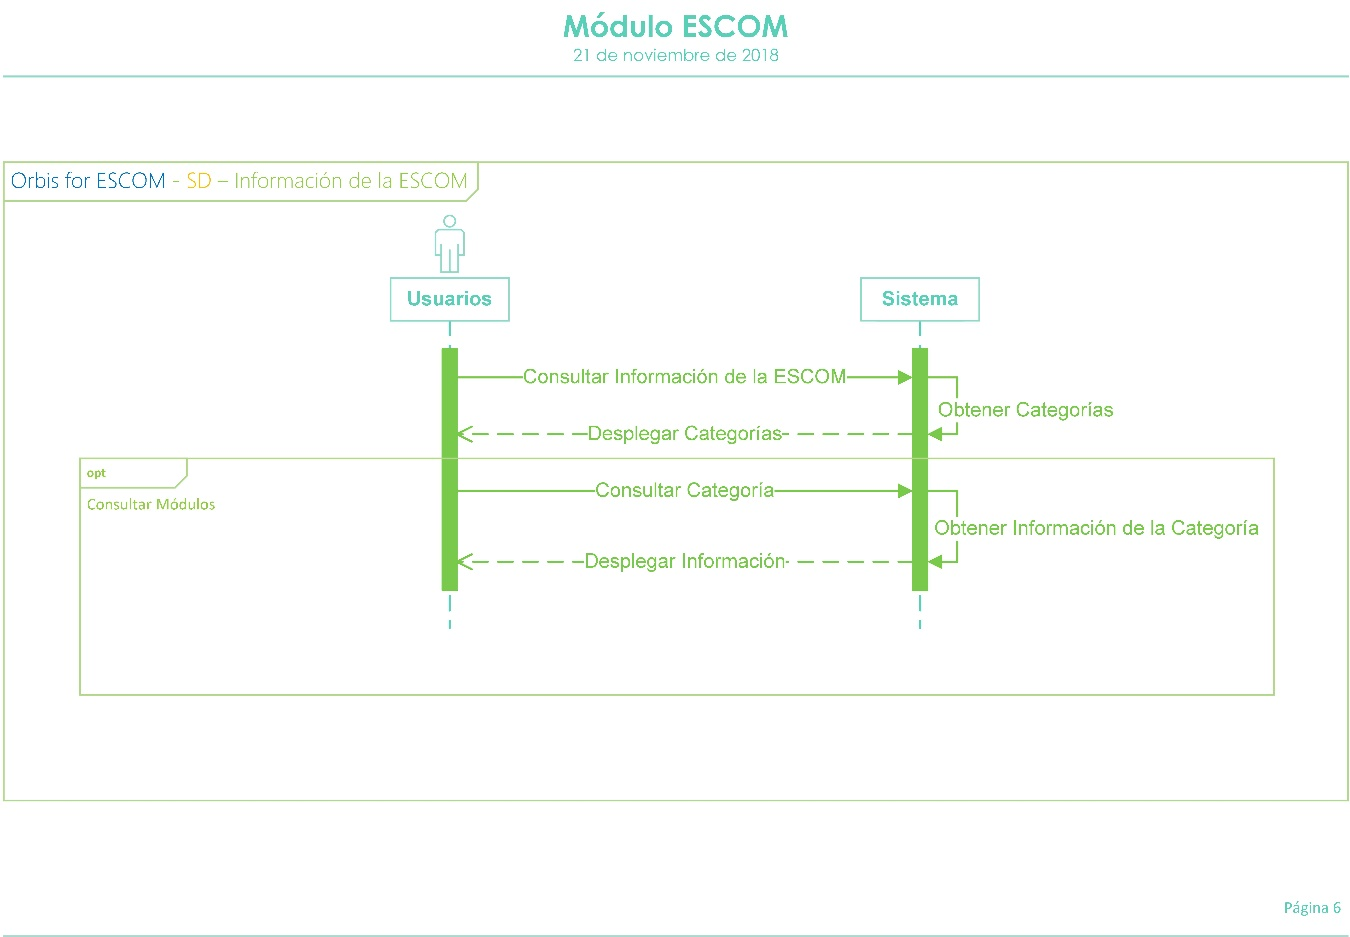 Módulo ESCOM
21 de noviembre de 2018
Orbis for ESCOM - SD – Información de la ESCOM
Usuarios
Sistema
Consultar Información de la ESCOM
Obtener Categorías
Desplegar Categorías
opt
Consultar Categoría
Consultar Módulos
Obtener Información de la Categoría
Desplegar Información
Página 6